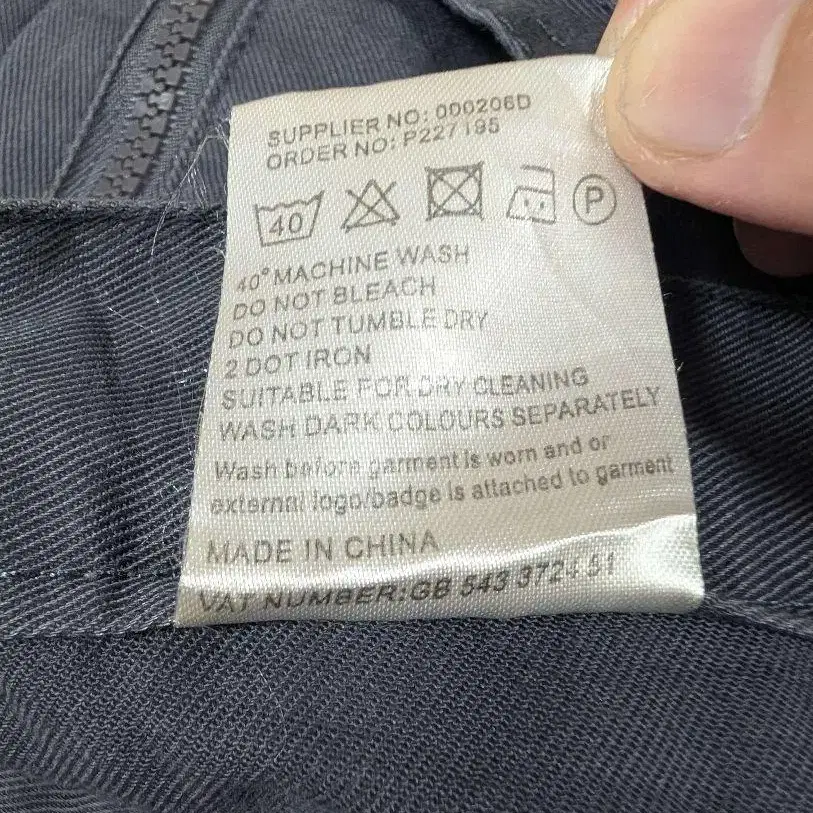 SUPPLIER NO: 000206D
ORDER NO: P227195
40 P
40° MACHINE WASH
DO NOT BLEACH
DO NOT TUMBLE DRY
2 DOT IRON
SUITABLE FOR DRY CLEANING
WASH DARK COLOURS SEPARATELY
Wash before garment is worn and or
external logo/badge is attached to garment
MADE IN CHINA
VAT NUMBER:GB 543 3724 51